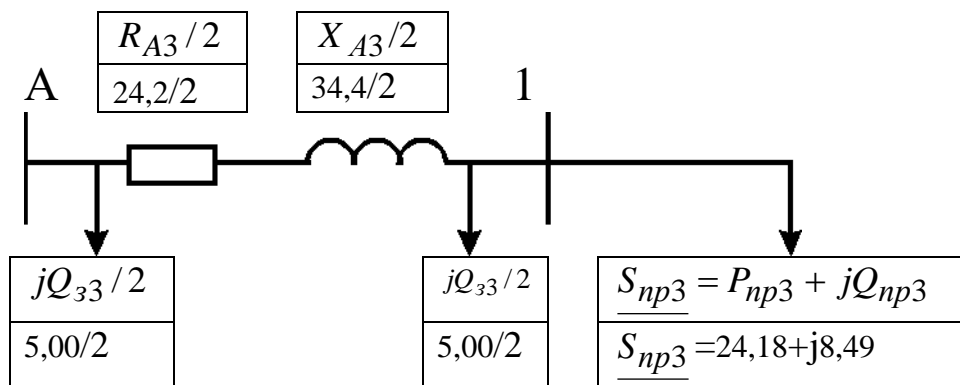 R_A3 /2
X_A3/2
24,2/2
34,4/2
A
1
jQ_з3 / 2
jQ_з3 / 2
S_np3 = P_np3 + jQ_np3
5,00/2
5,00/2
S_np3 =24,18+j8,49